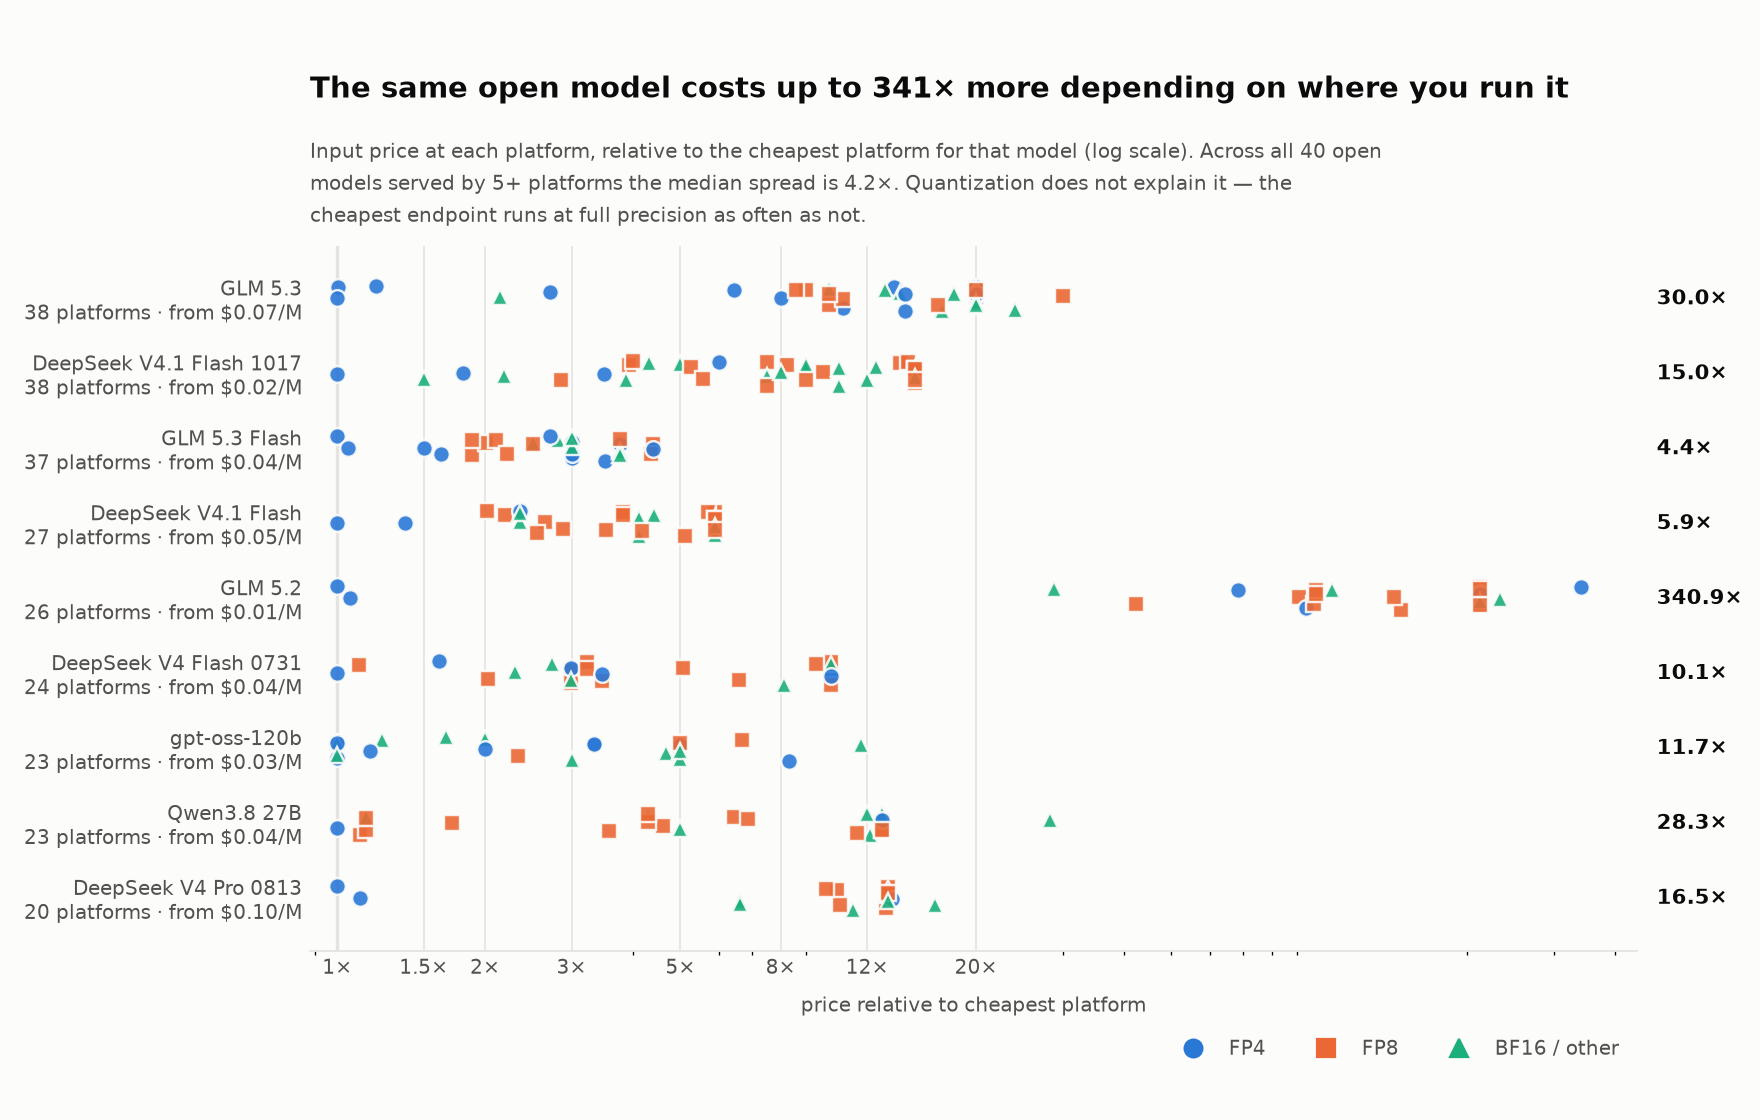 The same open model costs up to 341× more depending on where you run it
Input price at each platform, relative to the cheapest platform for that model (log scale). Across all 40 open
models served by 5+ platforms the median spread is 4.2×. Quantization does not explain it — the
cheapest endpoint runs at full precision as often as not.
GLM 5.3
38 platforms · from $0.07/M
30.0×
DeepSeek V4.1 Flash 1017
38 platforms · from $0.02/M
15.0×
GLM 5.3 Flash
37 platforms · from $0.04/M
4.4×
DeepSeek V4.1 Flash
27 platforms · from $0.05/M
5.9×
GLM 5.2
26 platforms · from $0.01/M
340.9×
DeepSeek V4 Flash 0731
24 platforms · from $0.04/M
10.1×
gpt-oss-120b
23 platforms · from $0.03/M
11.7×
Qwen3.8 27B
23 platforms · from $0.04/M
28.3×
DeepSeek V4 Pro 0813
20 platforms · from $0.10/M
16.5×
1× 1.5× 2× 3× 5× 8× 12× 20×
price relative to cheapest platform
FP4 FP8 BF16 / other